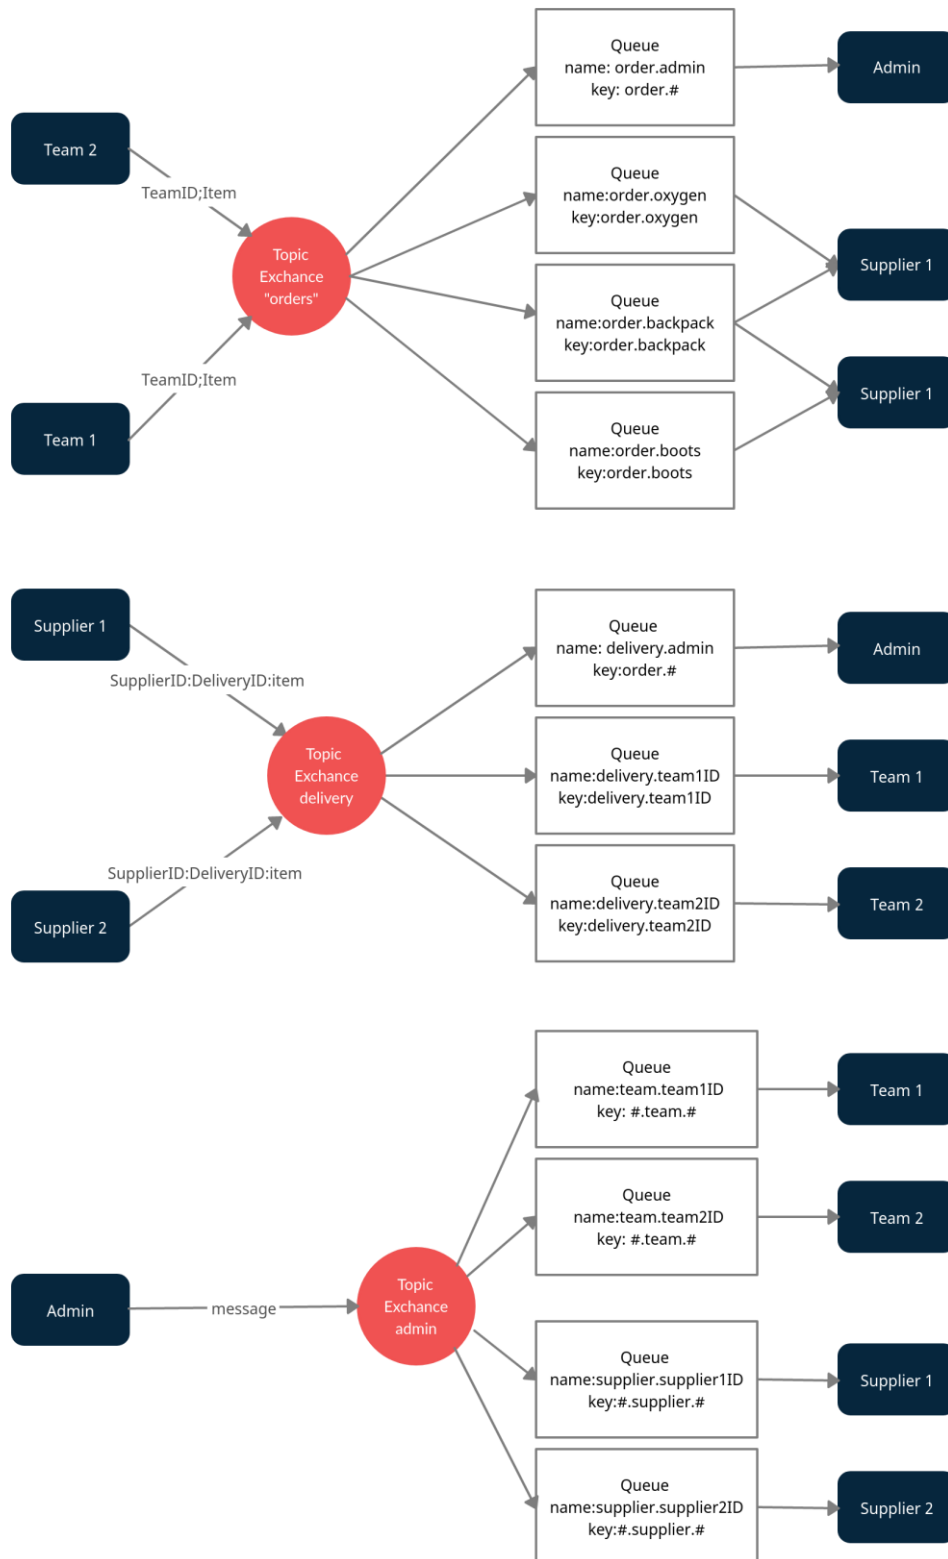 Queue
name: order.admin
key: order.#
Admin
Team 2
TeamID;Item
Queue
name:order.oxygen
key:order.oxygen
Topic
Exchance
"orders"
Supplier 1
Queue
name:order.backpack
key:order.backpack
TeamID;Item
Supplier 1
Team 1
Queue
name:order.boots
key:order.boots
Supplier 1
SupplierID:DeliveryID:item
Queue
name: delivery.admin
key:order.#
Admin
Topic
Exchance
delivery
Queue
name:delivery.team1ID
key:delivery.team1ID
Team 1
SupplierID:DeliveryID:item
Supplier 2
Queue
name:delivery.team2ID
key:delivery.team2ID
Team 2
Queue
name:team.team1ID
key: #.team.#
Team 1
Queue
name:team.team2ID
key: #.team.#
Team 2
Admin
message
Topic
Exchance
admin
Queue
name:supplier.supplier1ID
key:#.supplier.#
Supplier 1
Queue
name:supplier.supplier2ID
key:#.supplier.#
Supplier 2